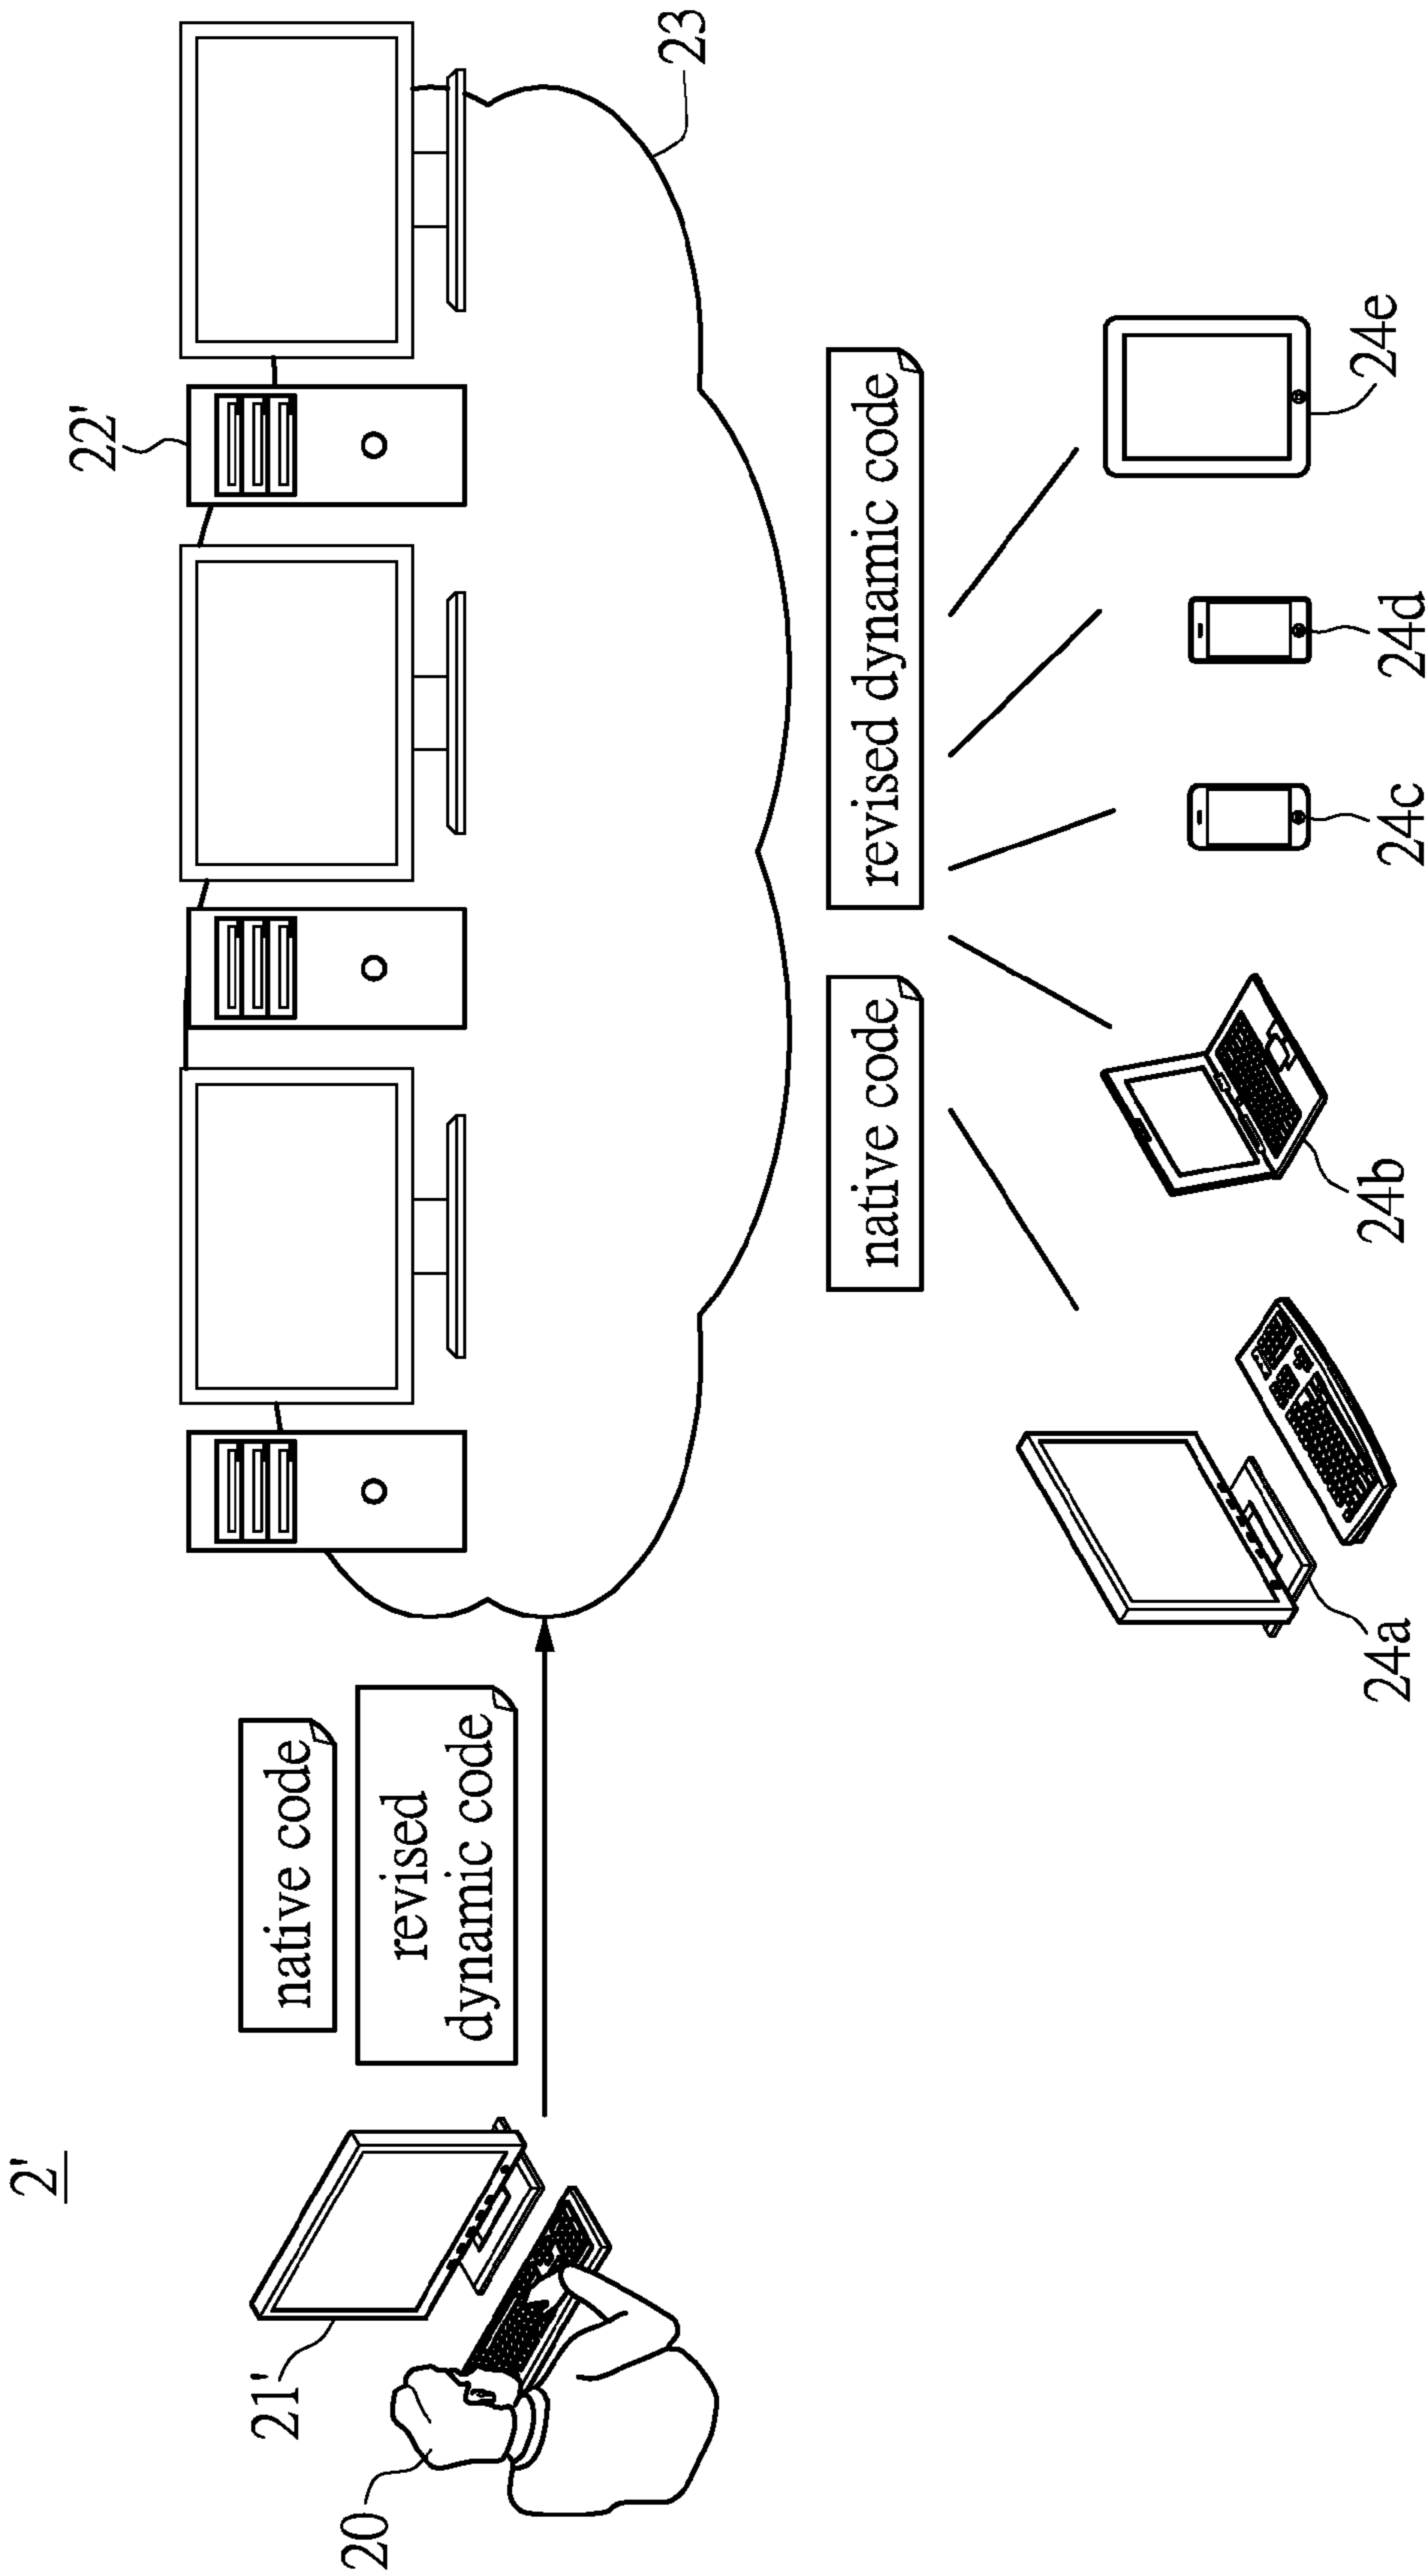 2'
22'
23
native code
revised
dynamic code
21'
20
native code
revised dynamic code
24a
24b
24c
24d
24e